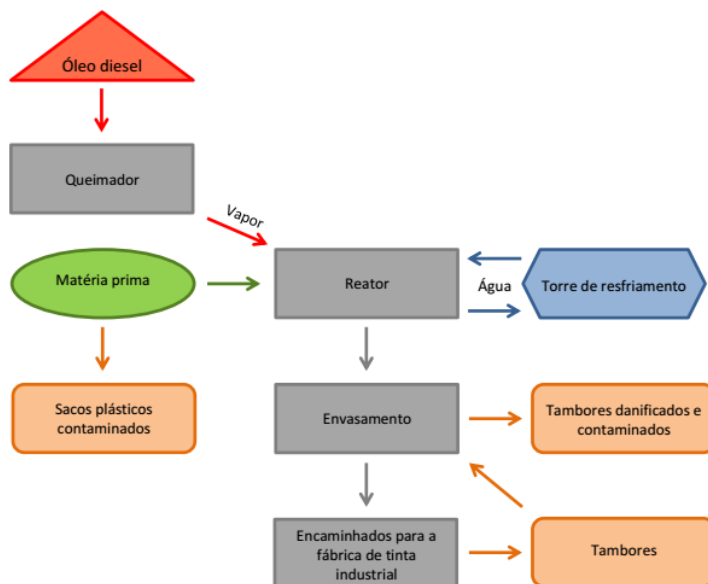 Óleo diesel
Queimador
Vapor
Matéria prima
Reator
Água
Torre de resfriamento
Sacos plásticos
contaminados
Envasamento
Tambores danificados e
contaminados
Encaminhados para a
fábrica de tinta
industrial
Tambores